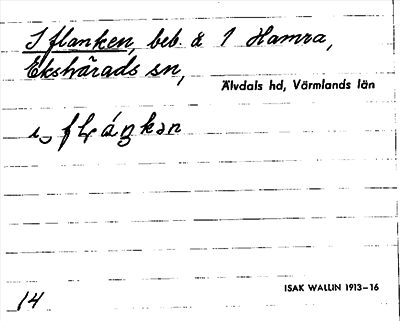 I flanken, beb. å 1 Hamra,
Ekshärads sn,
Älvdals hd, Värmlands län
ISAK WALLIN 1913–16
14